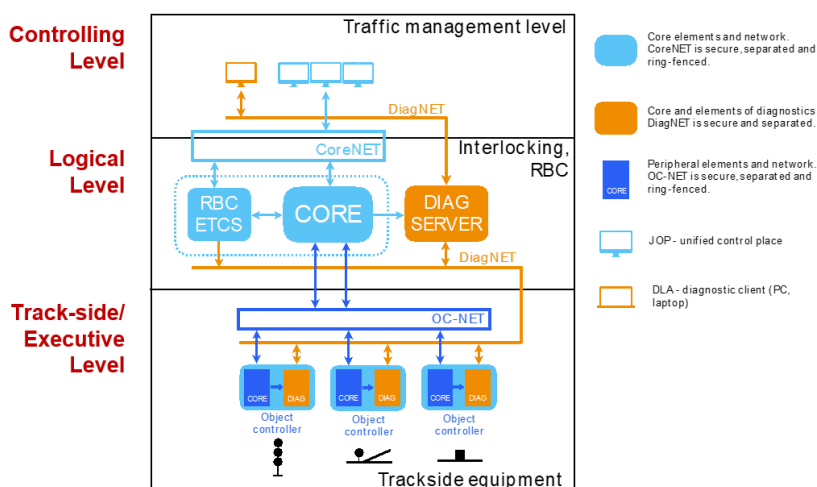 Controlling
Level
Traffic management level
DiagNET
CoreNET
Logical
Level
Interlocking,
RBC
RBC
ETCS
CORE
DIAG
SERVER
DiagNET
Track-side/
Executive
Level
OC-NET
CORE
DIAG
CORE
DIAG
CORE
DIAG
Object
controller
Object
controller
Object
controller
Trackside equipment
Core elements and network.
CoreNET is secure, separated and
ring-fenced.
Core and elements of diagnostics
DiagNET is secure and separated.
CORE
Peripheral elements and network.
OC-NET is secure, separated and
ring-fenced.
JOP - unified control place
DLA - diagnostic client (PC,
laptop)